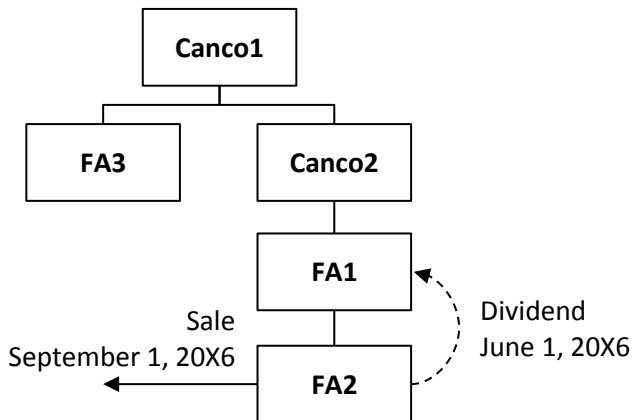 Canco1
FA3
Canco2
FA1
Sale
September 1, 20X6
Dividend
June 1, 20X6
FA2